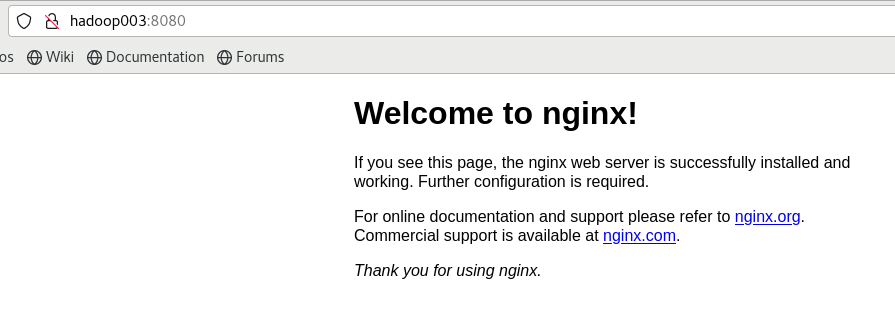 hadoop003:8080
os Wiki Documentation Forums
Welcome to nginx!
If you see this page, the nginx web server is successfully installed and
working. Further configuration is required.
For online documentation and support please refer to nginx.org.
Commercial support is available at nginx.com.
Thank you for using nginx.